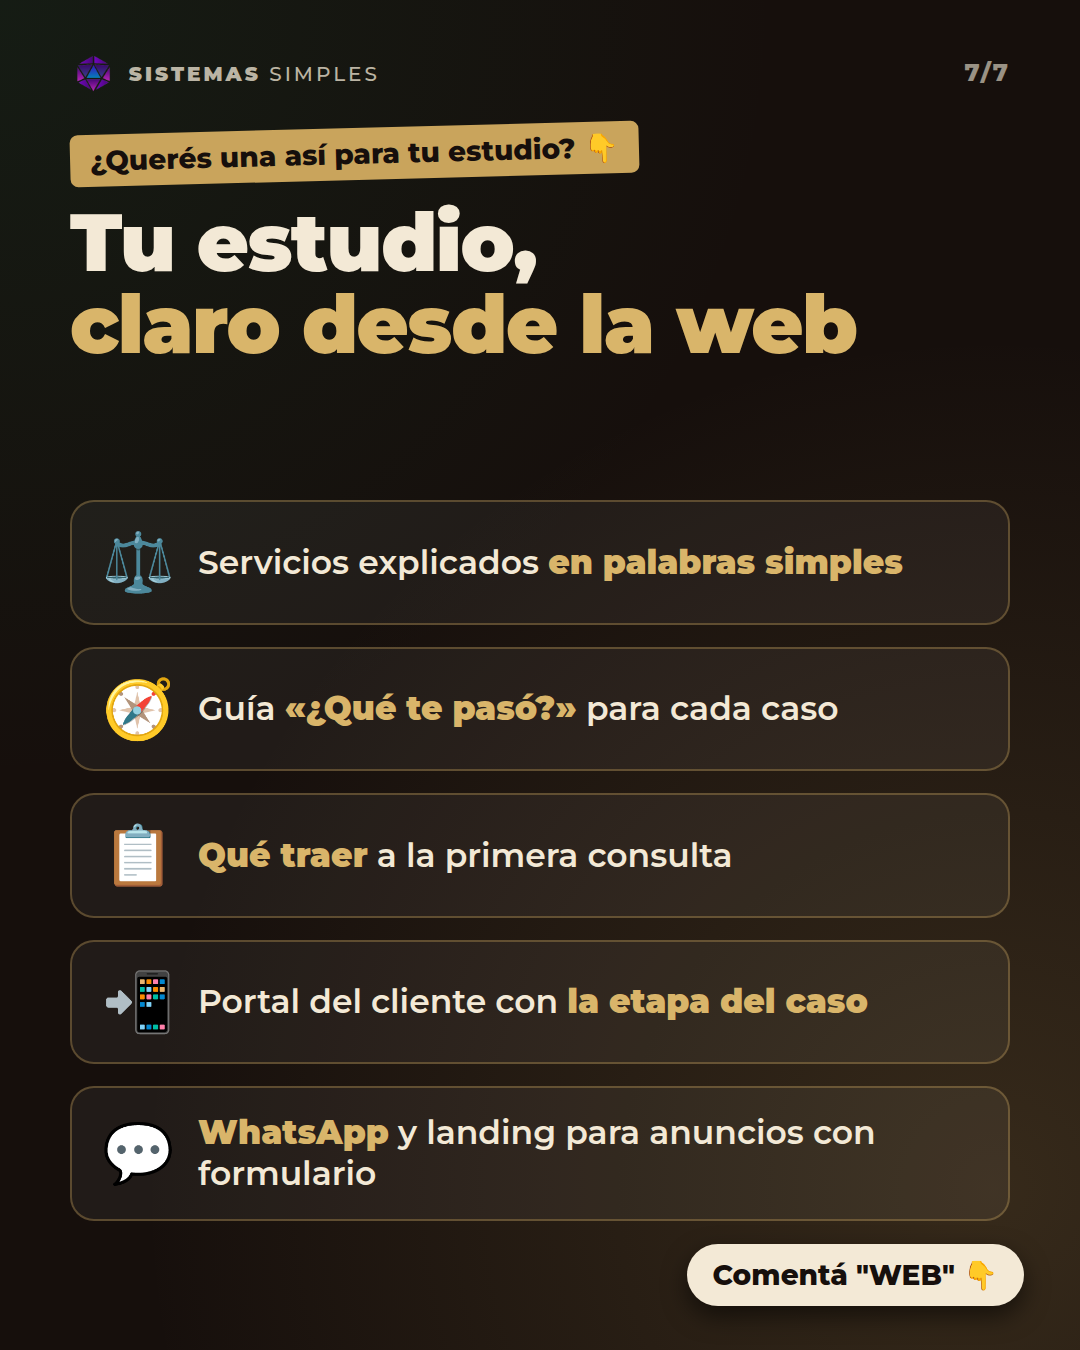 SISTEMAS SIMPLES
7/7
¿Querés una así para tu estudio? 👇
Tu estudio,
claro desde la web
Servicios explicados en palabras simples
Guía «¿Qué te pasó?» para cada caso
Qué traer a la primera consulta
Portal del cliente con la etapa del caso
WhatsApp y landing para anuncios con
formulario
Comentá "WEB" 👇